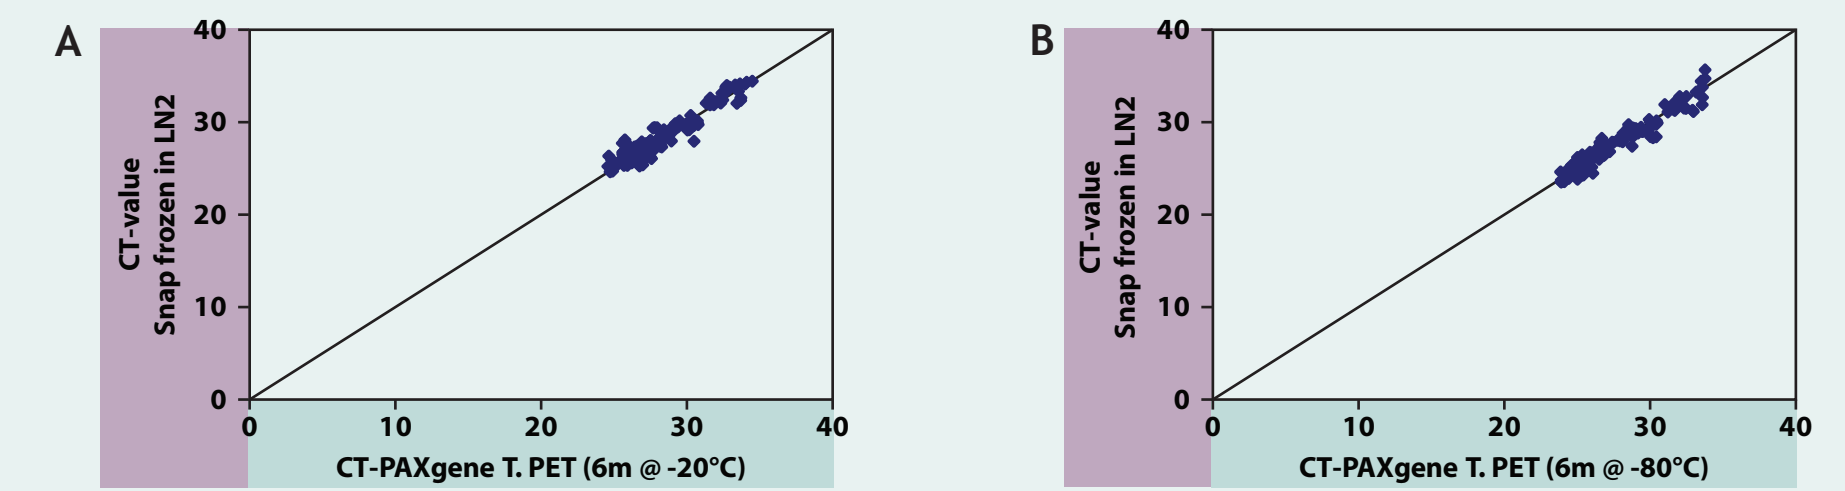 A
CT-value
Snap frozen in LN2
40
30
20
10
0
0 10 20 30 40
CT-PAXgene T. PET (6m @ -20°C)
B
CT-value
Snap frozen in LN2
40
30
20
10
0
0 10 20 30 40
CT-PAXgene T. PET (6m @ -80°C)